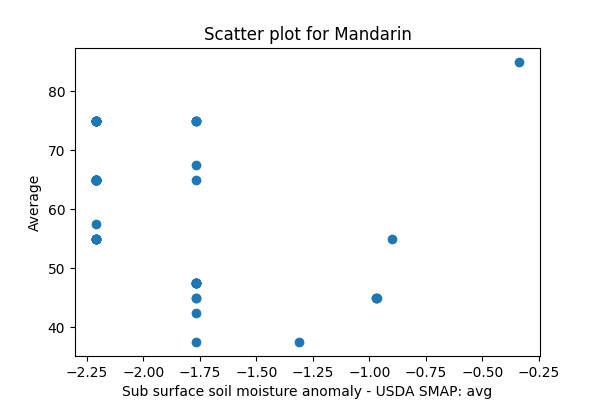 Scatter plot for Mandarin
Average
80
70
60
50
40
−2.25 −2.00 −1.75 −1.50 −1.25 −1.00 −0.75 −0.50 −0.25
Sub surface soil moisture anomaly - USDA SMAP: avg